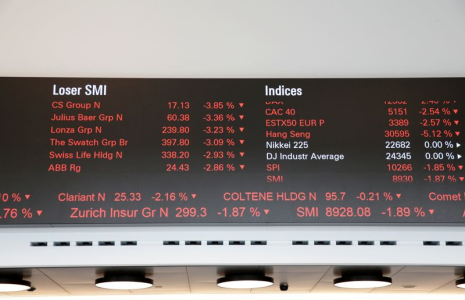 Loser SMI
CS Group N 17.13 -3.85 % ▼
Julius Baer Grp N 60.38 -3.36 % ▼
Lonza Grp N 239.80 -3.23 % ▼
The Swatch Grp Br 397.80 -3.09 % ▼
Swiss Life Hldg N 338.20 -2.93 % ▼
ABB Rg 24.43 -2.86 % ▼
Indices
CAC 40 5151 -2.54 % ▼
ESTX50 EUR P 3389 -2.57 % ▼
Hang Seng 30595 -5.12 % ▼
Nikkei 225 22682 0.00 % ▶
DJ Industr Average 24345 0.00 % ▶
SPI 10266 -1.85 % ▼
SMI 8930 -1.87 % ▼
0 % ▼ Clariant N 25.33 -2.16 % ▼ COLTENE HLDG N 95.7 -0.21 % ▼ Comet
.76 % ▼ Zurich Insur Gr N 299.3 -1.87 % ▼ SMI 8928.08 -1.89 % ▼